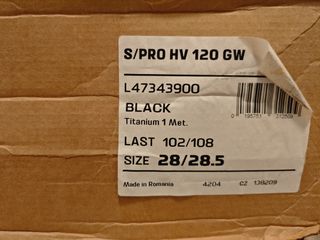 S/PRO HV 120 GW
L47343900
BLACK
Titanium 1 Met.
LAST 102/108
SIZE 28/28.5
Made in Romania 4204 CZ 138209